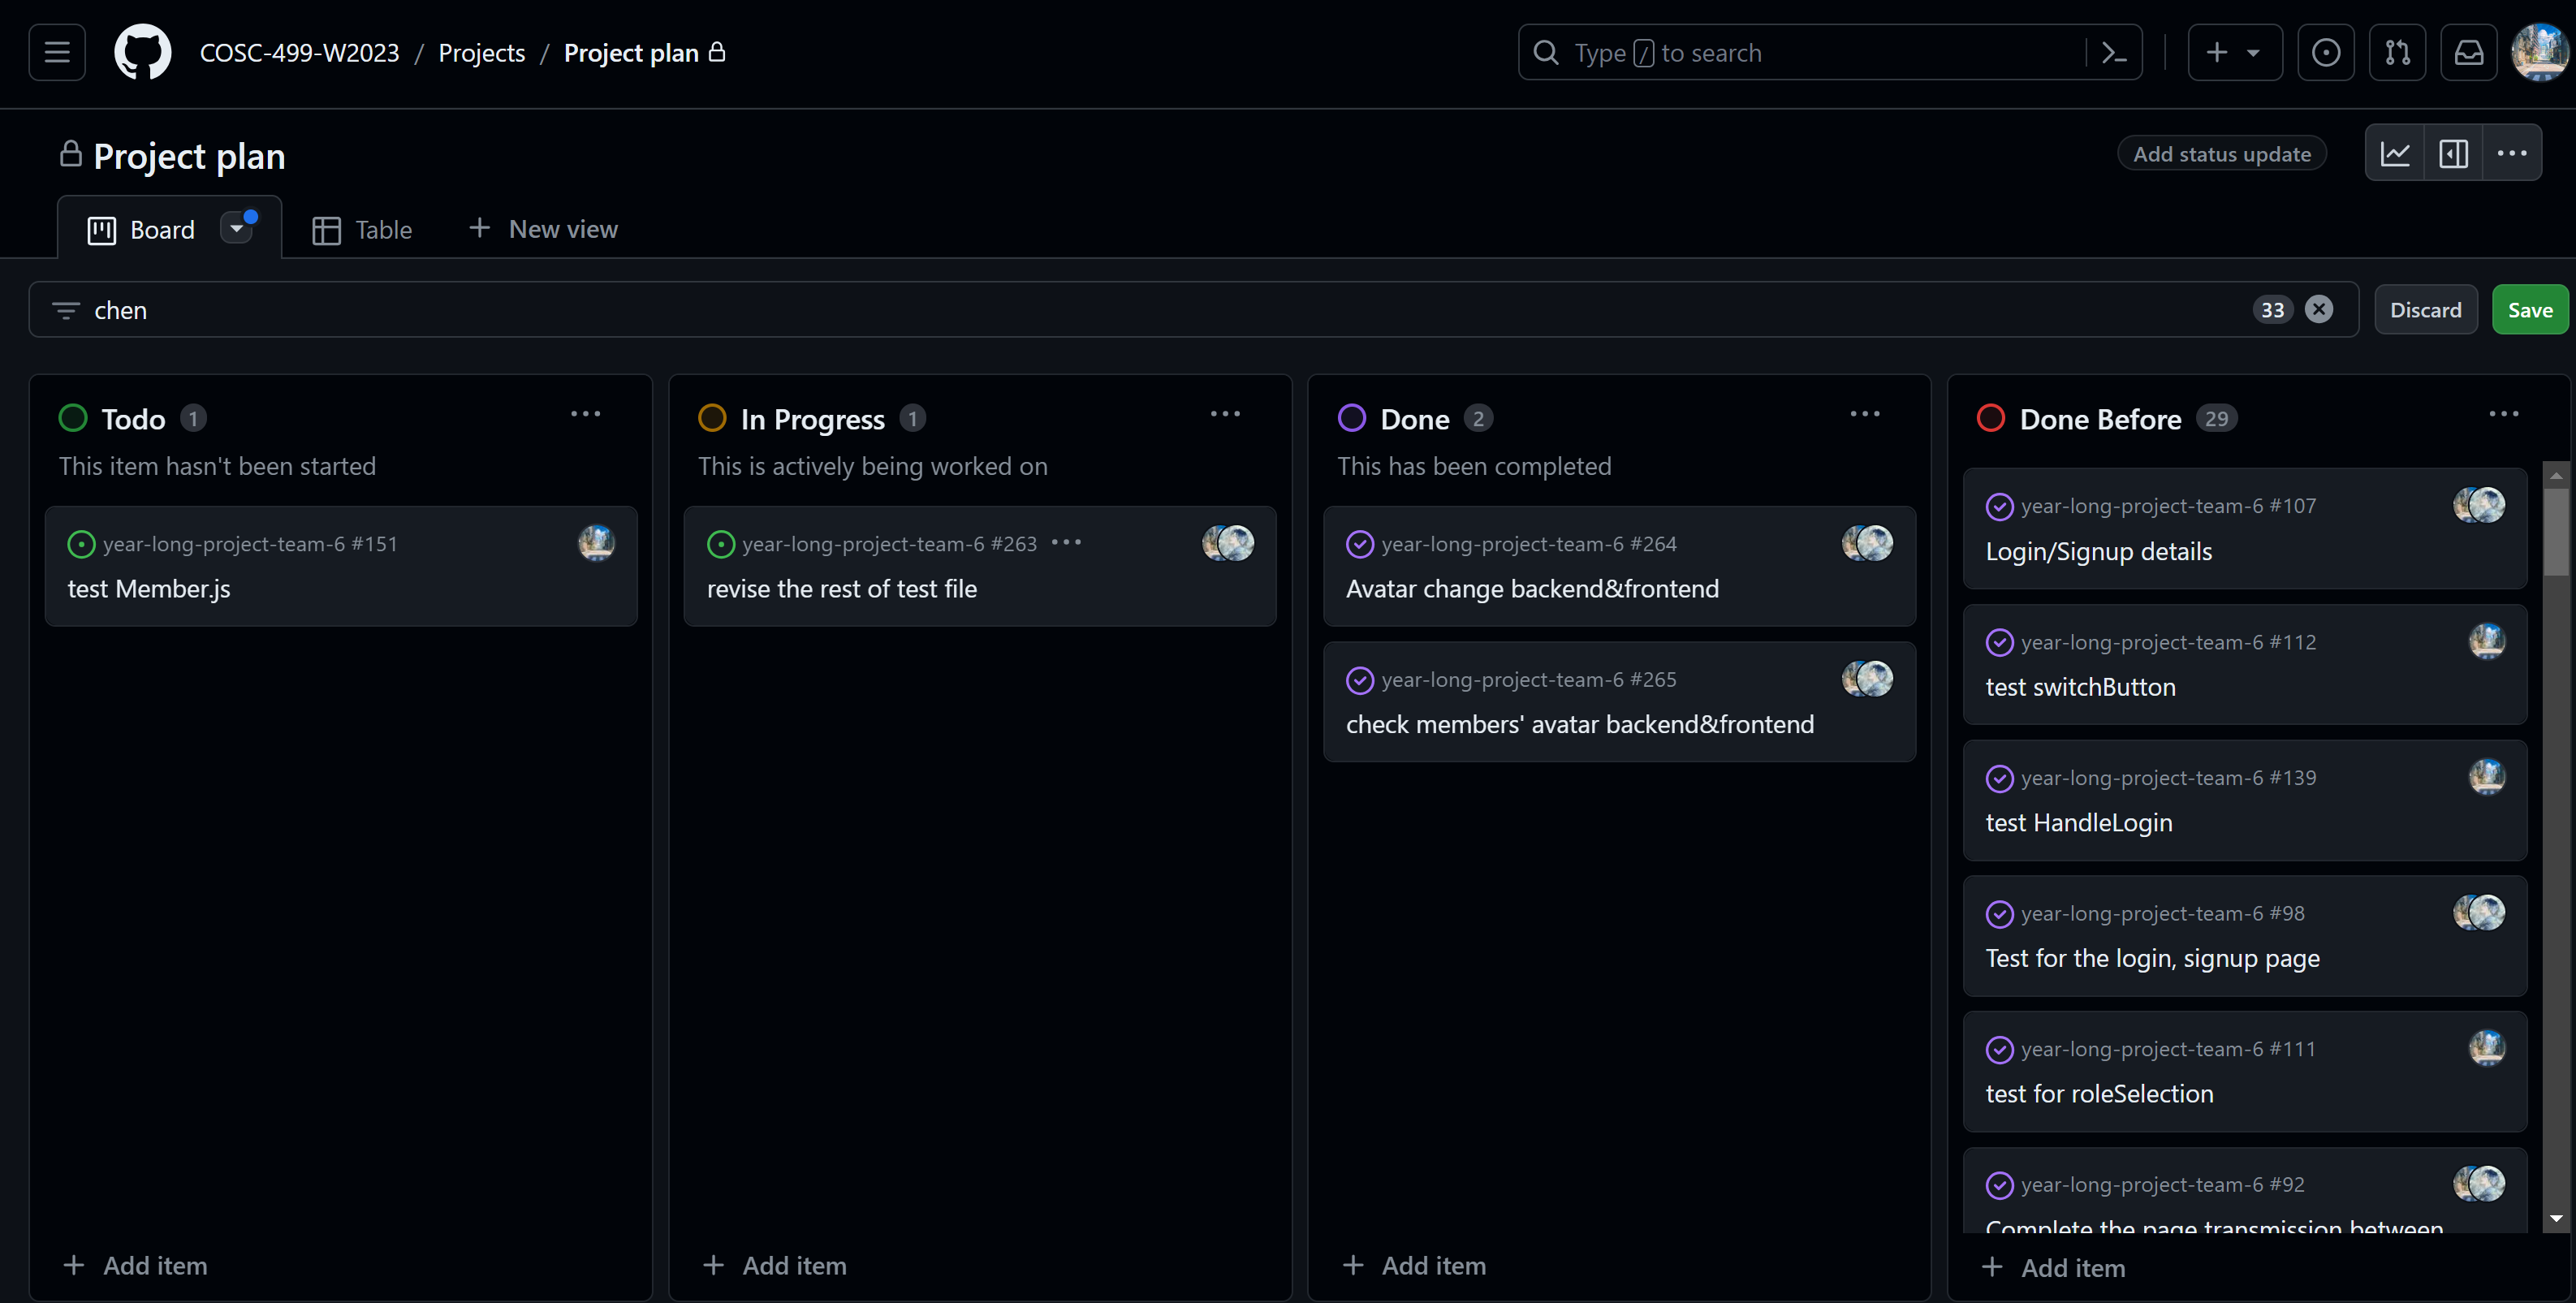 COSC-499-W2023 / Projects / Project plan
Type / to search
Project plan
Add status update
Board
Table
New view
chen
33
Discard
Save
Todo 1
This item hasn't been started
year-long-project-team-6 #151
test Member.js
Add item
In Progress 1
This is actively being worked on
year-long-project-team-6 #263
revise the rest of test file
Add item
Done 2
This has been completed
year-long-project-team-6 #264
Avatar change backend&frontend
year-long-project-team-6 #265
check members' avatar backend&frontend
Add item
Done Before 29
year-long-project-team-6 #107
Login/Signup details
year-long-project-team-6 #112
test switchButton
year-long-project-team-6 #139
test HandleLogin
year-long-project-team-6 #98
Test for the login, signup page
year-long-project-team-6 #111
test for roleSelection
year-long-project-team-6 #92
Complete the page transmission between
Add item